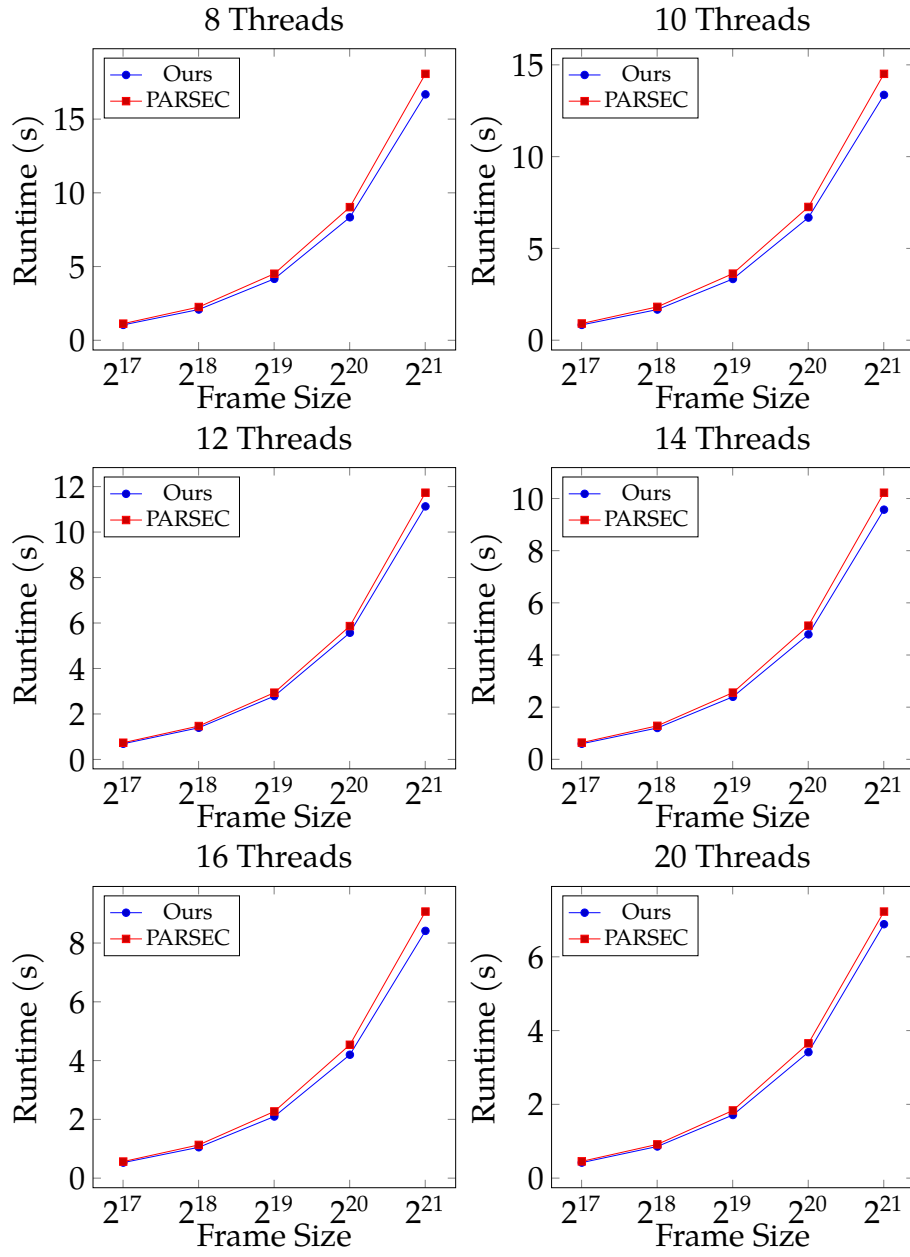 8 Threads
Ours
PARSEC
Runtime (s)
15
10
5
0
2^17 2^18 2^19 2^20 2^21
Frame Size
10 Threads
Ours
PARSEC
Runtime (s)
15
10
5
0
2^17 2^18 2^19 2^20 2^21
Frame Size
12 Threads
Ours
PARSEC
Runtime (s)
12
10
8
6
4
2
0
2^17 2^18 2^19 2^20 2^21
Frame Size
14 Threads
Ours
PARSEC
Runtime (s)
10
8
6
4
2
0
2^17 2^18 2^19 2^20 2^21
Frame Size
16 Threads
Ours
PARSEC
Runtime (s)
8
6
4
2
0
2^17 2^18 2^19 2^20 2^21
Frame Size
20 Threads
Ours
PARSEC
Runtime (s)
6
4
2
0
2^17 2^18 2^19 2^20 2^21
Frame Size